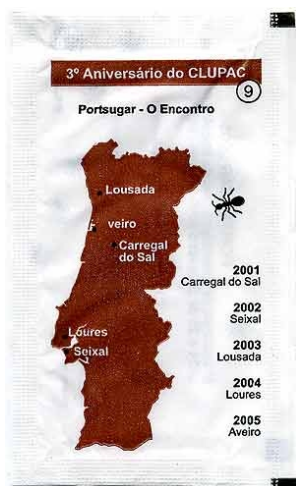 3º Aniversário do CLUPAC
9
Portsugar - O Encontro
Lousada
veiro
Carregal
do Sal
Loures
Seixal
2001
Carregal do Sal
2002
Seixal
2003
Lousada
2004
Loures
2005
Aveiro